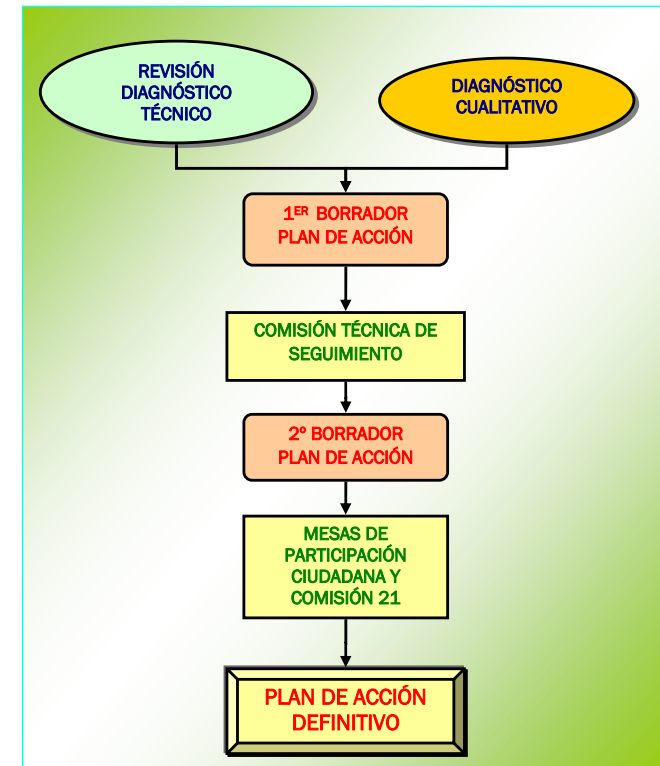 REVISIÓN
DIAGNÓSTICO
TÉCNICO
DIAGNÓSTICO
CUALITATIVO
1ER BORRADOR
PLAN DE ACCIÓN
COMISIÓN TÉCNICA DE
SEGUIMIENTO
2º BORRADOR
PLAN DE ACCIÓN
MESAS DE
PARTICIPACIÓN
CIUDADANA Y
COMISIÓN 21
PLAN DE ACCIÓN
DEFINITIVO